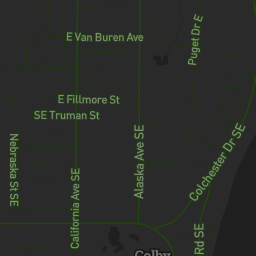 E Van Buren Ave
Puget Dr E
E Fillmore St
SE Truman St
Nebraska St SE
California Ave SE
Alaska Ave SE
Colchester Dr SE
Rd SE
Colby